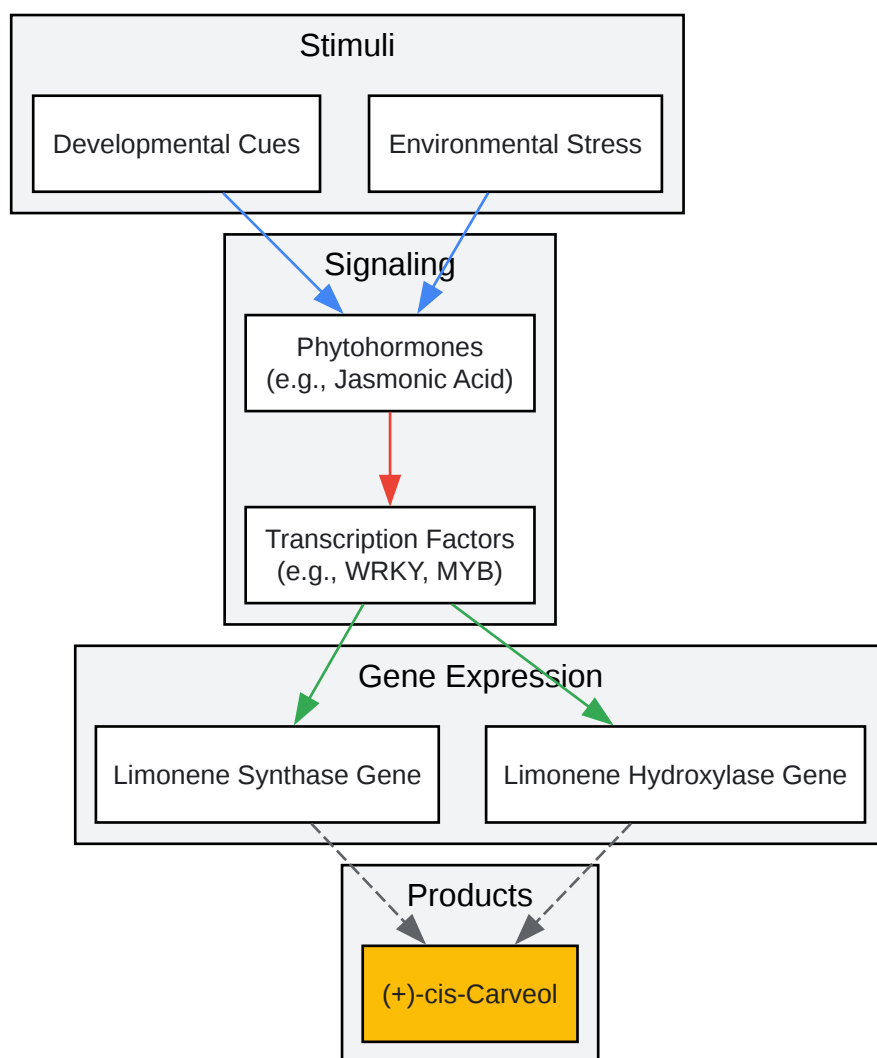 Stimuli
Developmental Cues
Environmental Stress
Signaling
Phytohormones
(e.g., Jasmonic Acid)
Transcription Factors
(e.g., WRKY, MYB)
Gene Expression
Limonene Synthase Gene
Limonene Hydroxylase Gene
Products
(+)-cis-Carveol